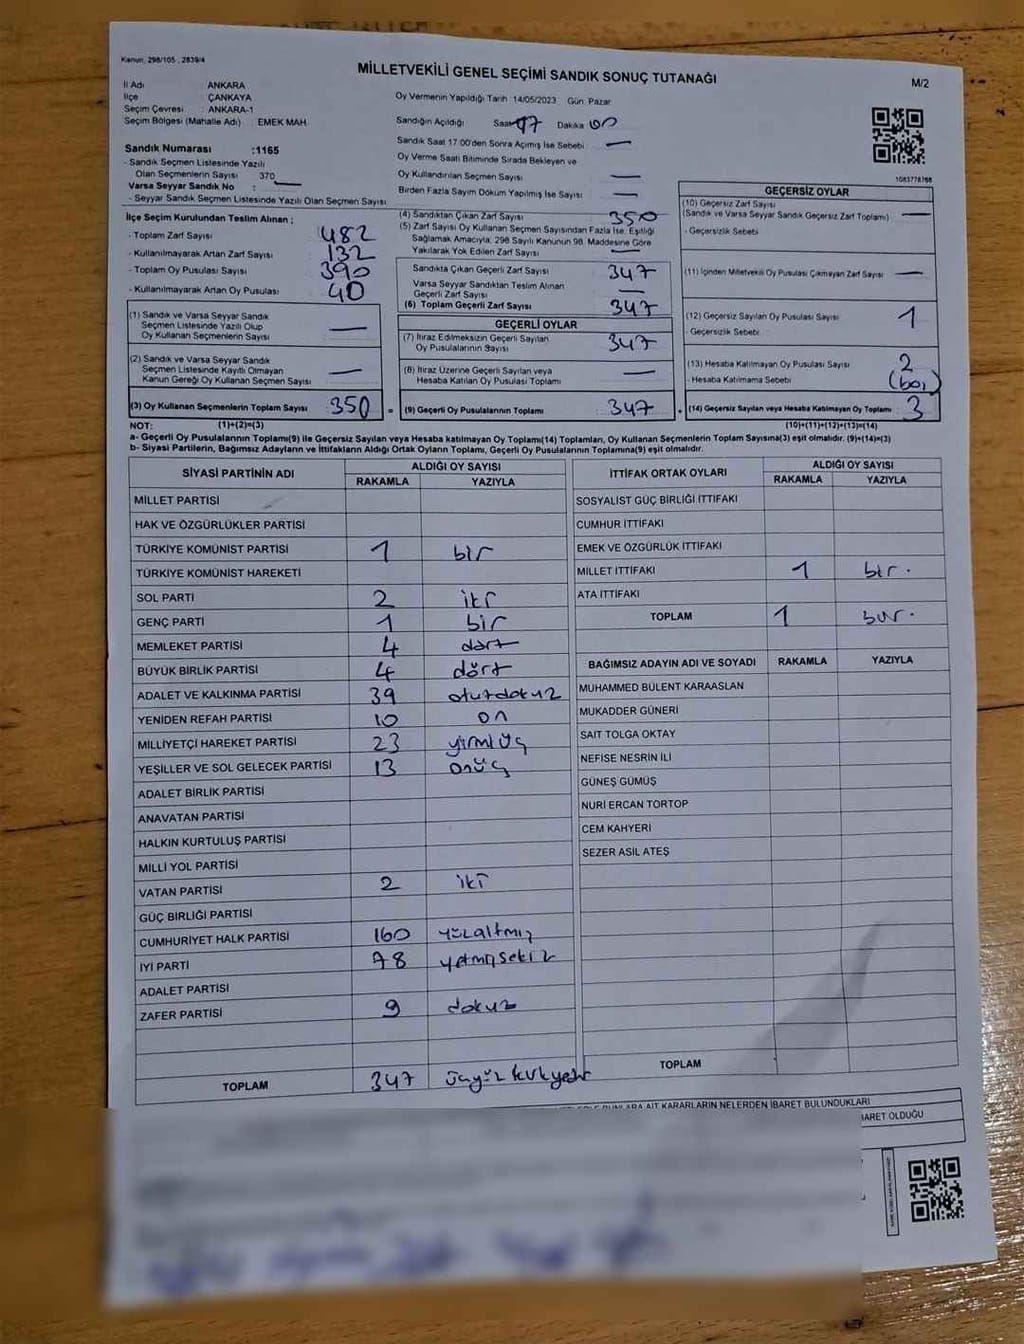 Kanun, 298/105, 2839/4
MİLLETVEKİLİ GENEL SEÇİMİ SANDIK SONUÇ TUTANAĞI
M/2
İl Adı : ANKARA
İlçe : ÇANKAYA
Seçim Çevresi : ANKARA-1
Seçim Bölgesi (Mahalle Adı) : EMEK MAH.
Oy Vermenin Yapıldığı Tarih 14/05/2023 Gün: Pazar
Sandığın Açıldığı Saat 17 Dakika 00
Sandık Saat 17:00'den Sonra Açımış İse Sebebi —
Sandık Numarası :1165
- Sandık Seçmen Listesinde Yazılı
Olan Seçmenlerin Sayısı 370
Varsa Seyyar Sandık No : —
- Seyyar Sandık Seçmen Listesinde Yazılı Olan Seçmen Sayısı
Oy Verme Saati Bitiminde Sırada Bekleyen ve
Oy Kullandırılan Seçmen Sayısı —
Birden Fazla Sayım Döküm Yapılmış İse Sayısı —
1083778768
İlçe Seçim Kurulundan Teslim Alınan ;
- Toplam Zarf Sayısı 482
- Kullanılmayarak Artan Zarf Sayısı 132
- Toplam Oy Pusulası Sayısı 390
- Kullanılmayarak Artan Oy Pusulası 40
(1) Sandık ve Varsa Seyyar Sandık
Seçmen Listesinde Yazılı Olup
Oy Kullanan Seçmenlerin Sayısı —
(2) Sandık ve Varsa Seyyar Sandık
Seçmen Listesinde Kayıtlı Olmayan
Kanun Gereği Oy Kullanan Seçmen Sayısı —
(3) Oy Kullanan Seçmenlerin Toplam Sayısı 350
(4) Sandıktan Çıkan Zarf Sayısı 350
(5) Zarf Sayısı Oy Kullanan Seçmen Sayısından Fazla İse, Eşitliği
Sağlamak Amacıyla, 298 Sayılı Kanunun 98. Maddesine Göre
Yakılarak Yok Edilen Zarf Sayısı —
Sandıkta Çıkan Geçerli Zarf Sayısı 347
Varsa Seyyar Sandıktan Teslim Alınan
Geçerli Zarf Sayısı —
(6) Toplam Geçerli Zarf Sayısı 347
GEÇERLİ OYLAR
(7) İtiraz Edilmeksizin Geçerli Sayılan
Oy Pusulalarının Sayısı 347
(8) İtiraz Üzerine Geçerli Sayılan veya
Hesaba Katılan Oy Pusulası Toplamı —
= (9) Geçerli Oy Pusulalarının Toplamı 347
GEÇERSİZ OYLAR
(10) Geçersiz Zarf Sayısı
(Sandık ve Varsa Seyyar Sandık Geçersiz Zarf Toplamı) —
- Geçersizlik Sebebi
(11) İçinden Milletvekili Oy Pusulası Çıkmayan Zarf Sayısı —
(12) Geçersiz Sayılan Oy Pusulası Sayısı 1
- Geçersizlik Sebebi
(13) Hesaba Katılmayan Oy Pusulası Sayısı 2
- Hesaba Katılmama Sebebi (boş)
+ (14) Geçersiz Sayılan veya Hesaba Katılmayan Oy Toplamı 3
NOT: (1)+(2)=(3) (10)+(11)+(12)+(13)=(14)
a- Geçerli Oy Pusulalarının Toplamı(9) ile Geçersiz Sayılan veya Hesaba katılmayan Oy Toplamı(14) Toplamları, Oy Kullanan Seçmenlerin Toplam Sayısına(3) eşit olmalıdır. (9)+(14)=(3)
b- Siyasi Partilerin, Bağımsız Adayların ve İttifakların Aldığı Ortak Oyların Toplamı, Geçerli Oy Pusulalarının Toplamına(9) eşit olmalıdır.
SİYASİ PARTİNİN ADI ALDIĞI OY SAYISI
RAKAMLA YAZIYLA
MİLLET PARTİSİ
HAK VE ÖZGÜRLÜKLER PARTİSİ
TÜRKİYE KOMÜNİST PARTİSİ 1 bir
TÜRKİYE KOMÜNİST HAREKETİ
SOL PARTİ 2 iki
GENÇ PARTİ 1 bir
MEMLEKET PARTİSİ 4 dört
BÜYÜK BİRLİK PARTİSİ 4 dört
ADALET VE KALKINMA PARTİSİ 39 otuzdokuz
YENİDEN REFAH PARTİSİ 10 on
MİLLİYETÇİ HAREKET PARTİSİ 23 yirmiüç
YEŞİLLER VE SOL GELECEK PARTİSİ 13 onüç
ADALET BİRLİK PARTİSİ
ANAVATAN PARTİSİ
HALKIN KURTULUŞ PARTİSİ
MİLLİ YOL PARTİSİ
VATAN PARTİSİ 2 iki
GÜÇ BİRLİĞİ PARTİSİ
CUMHURİYET HALK PARTİSİ 160 yüzaltmış
İYİ PARTİ 78 yetmişsekiz
ADALET PARTİSİ
ZAFER PARTİSİ 9 dokuz
TOPLAM 347 üçyüzkırkyedi
İTTİFAK ORTAK OYLARI ALDIĞI OY SAYISI
RAKAMLA YAZIYLA
SOSYALİST GÜÇ BİRLİĞİ İTTİFAKI
CUMHUR İTTİFAKI
EMEK VE ÖZGÜRLÜK İTTİFAKI
MİLLET İTTİFAKI 1 bir.
ATA İTTİFAKI
TOPLAM 1 bir.
BAĞIMSIZ ADAYIN ADI VE SOYADI RAKAMLA YAZIYLA
MUHAMMED BÜLENT KARAASLAN
MUKADDER GÜNERİ
SAİT TOLGA OKTAY
NEFİSE NESRİN İLİ
GÜNEŞ GÜMÜŞ
NURİ ERCAN TORTOP
CEM KAHYERİ
SEZER ASİL ATEŞ
TOPLAM
BUNLARA AİT KARARLARIN NELERDEN İBARET BULUNDUKLARI
İBARET OLDUĞU